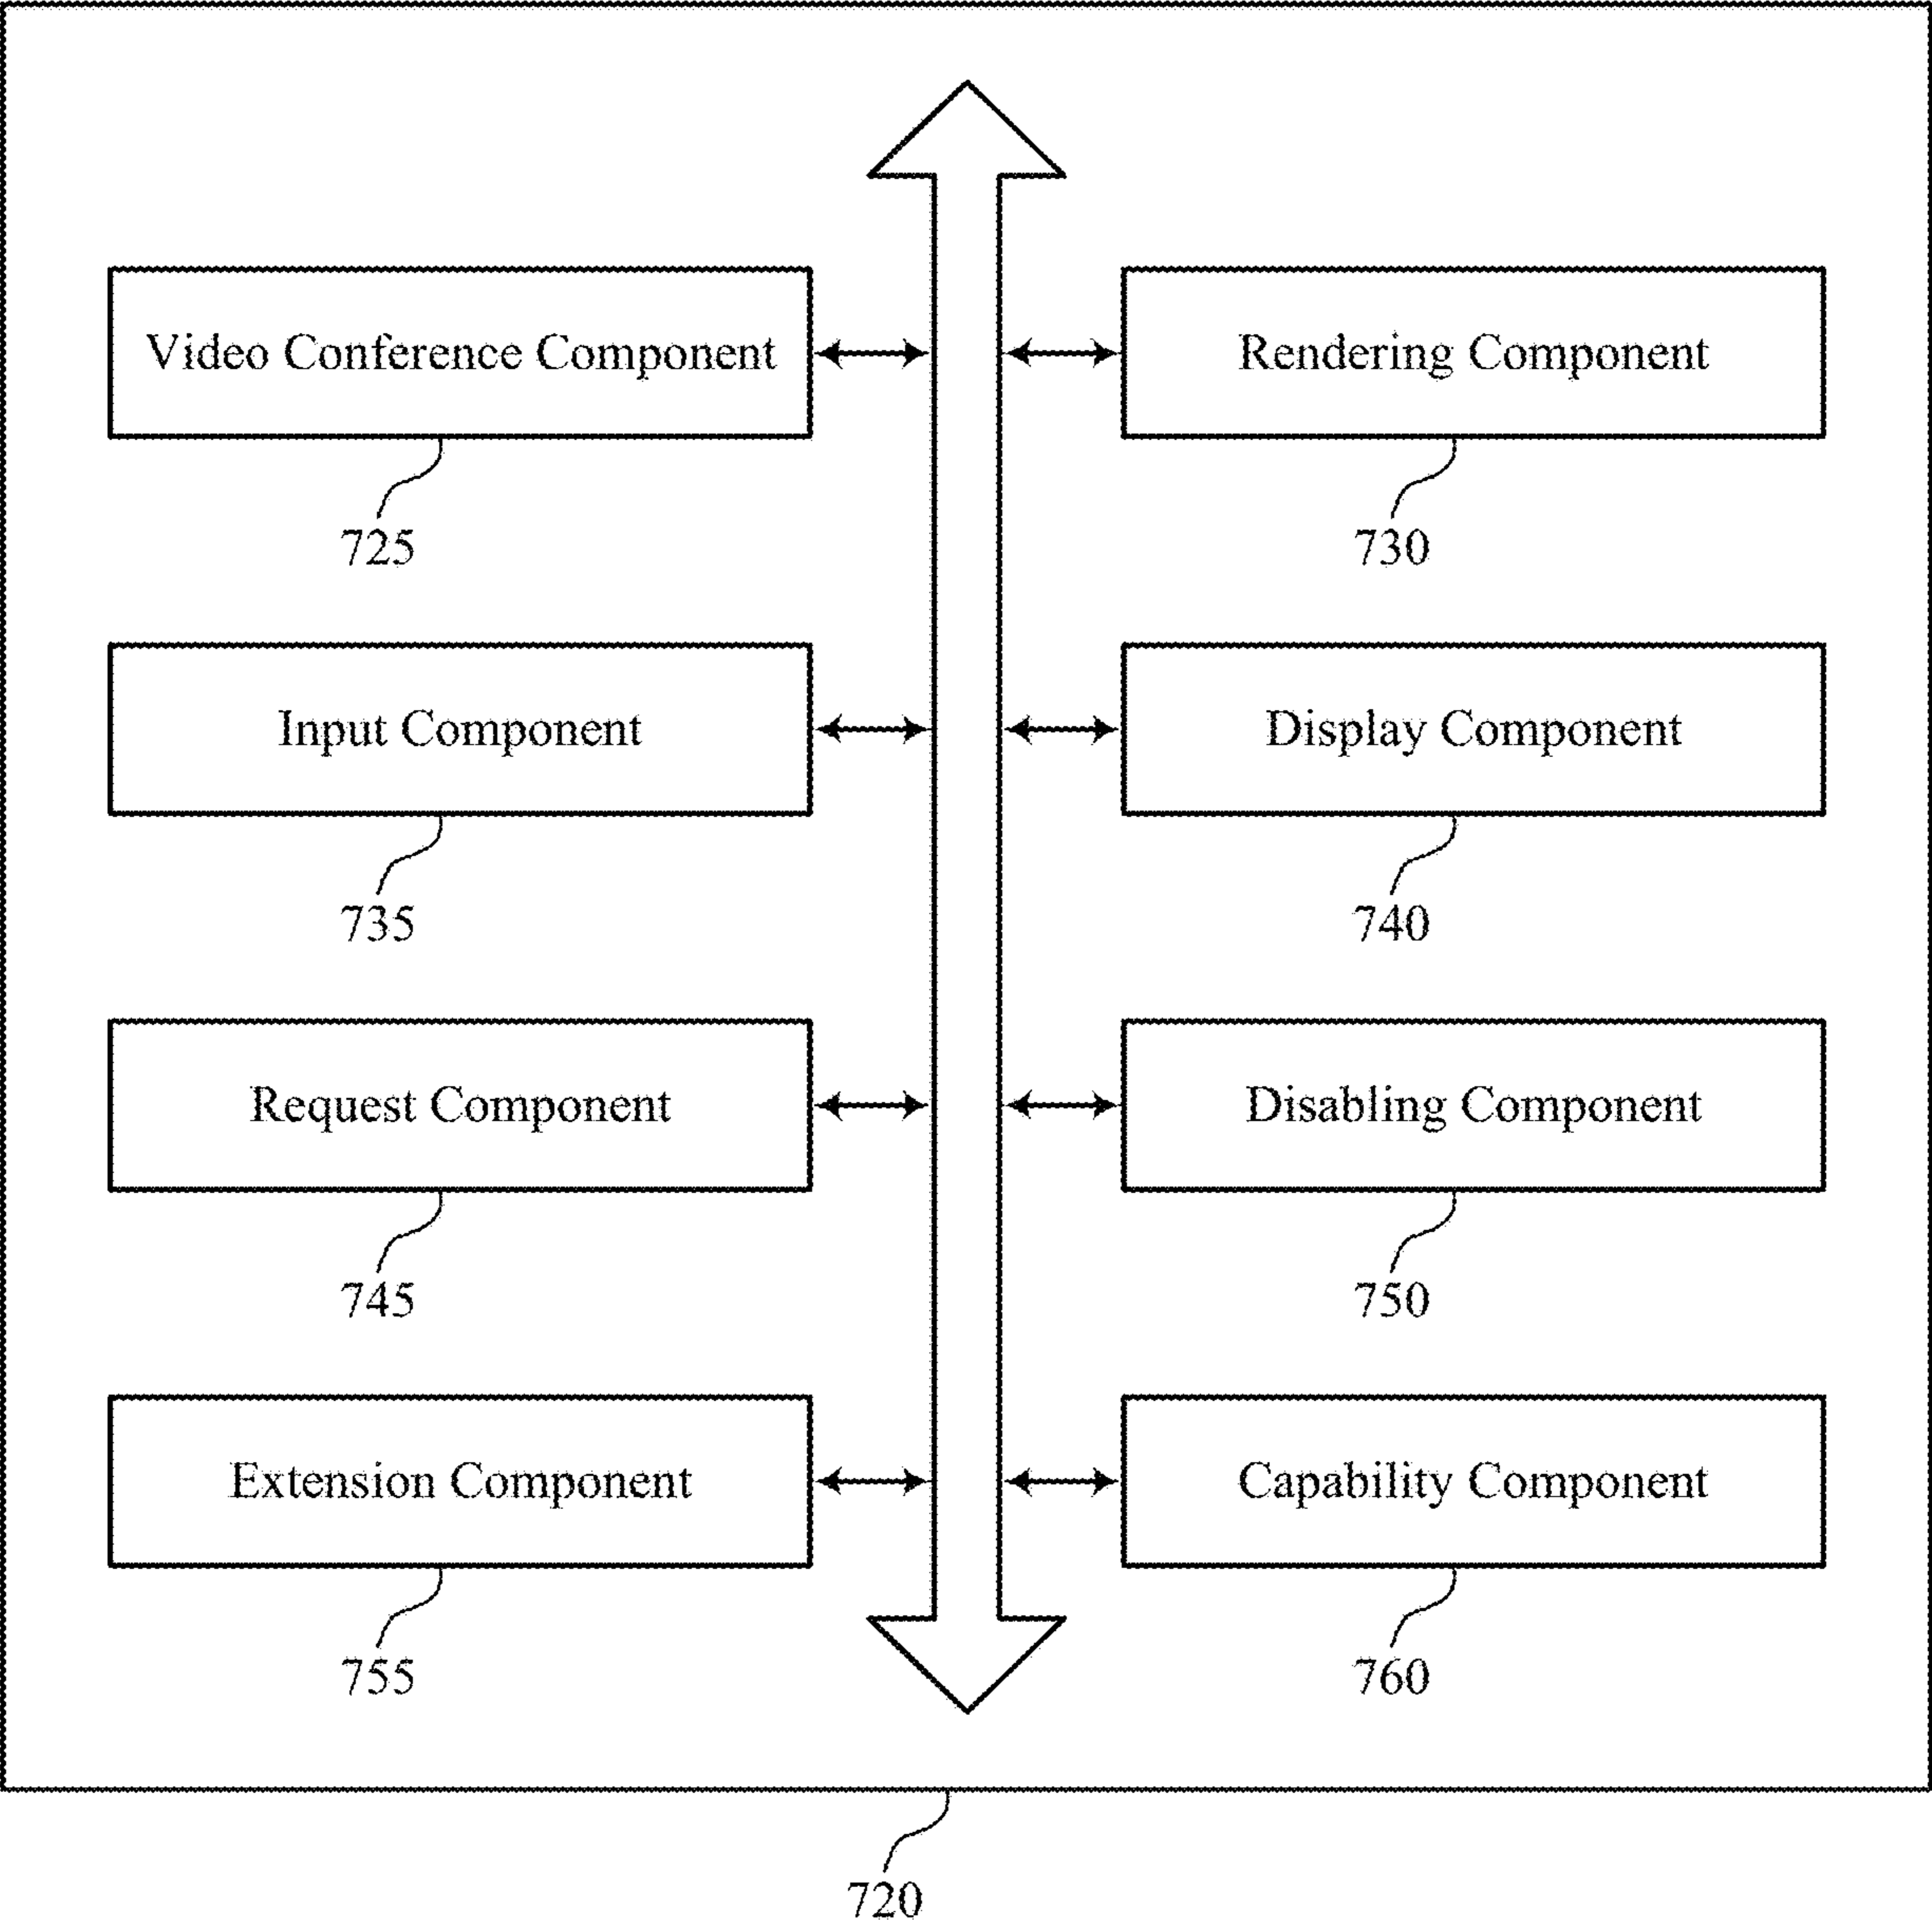 Video Conference Component
Rendering Component
725
730
Input Component
Display Component
735
740
Request Component
Disabling Component
745
750
Extension Component
Capability Component
755
760
720